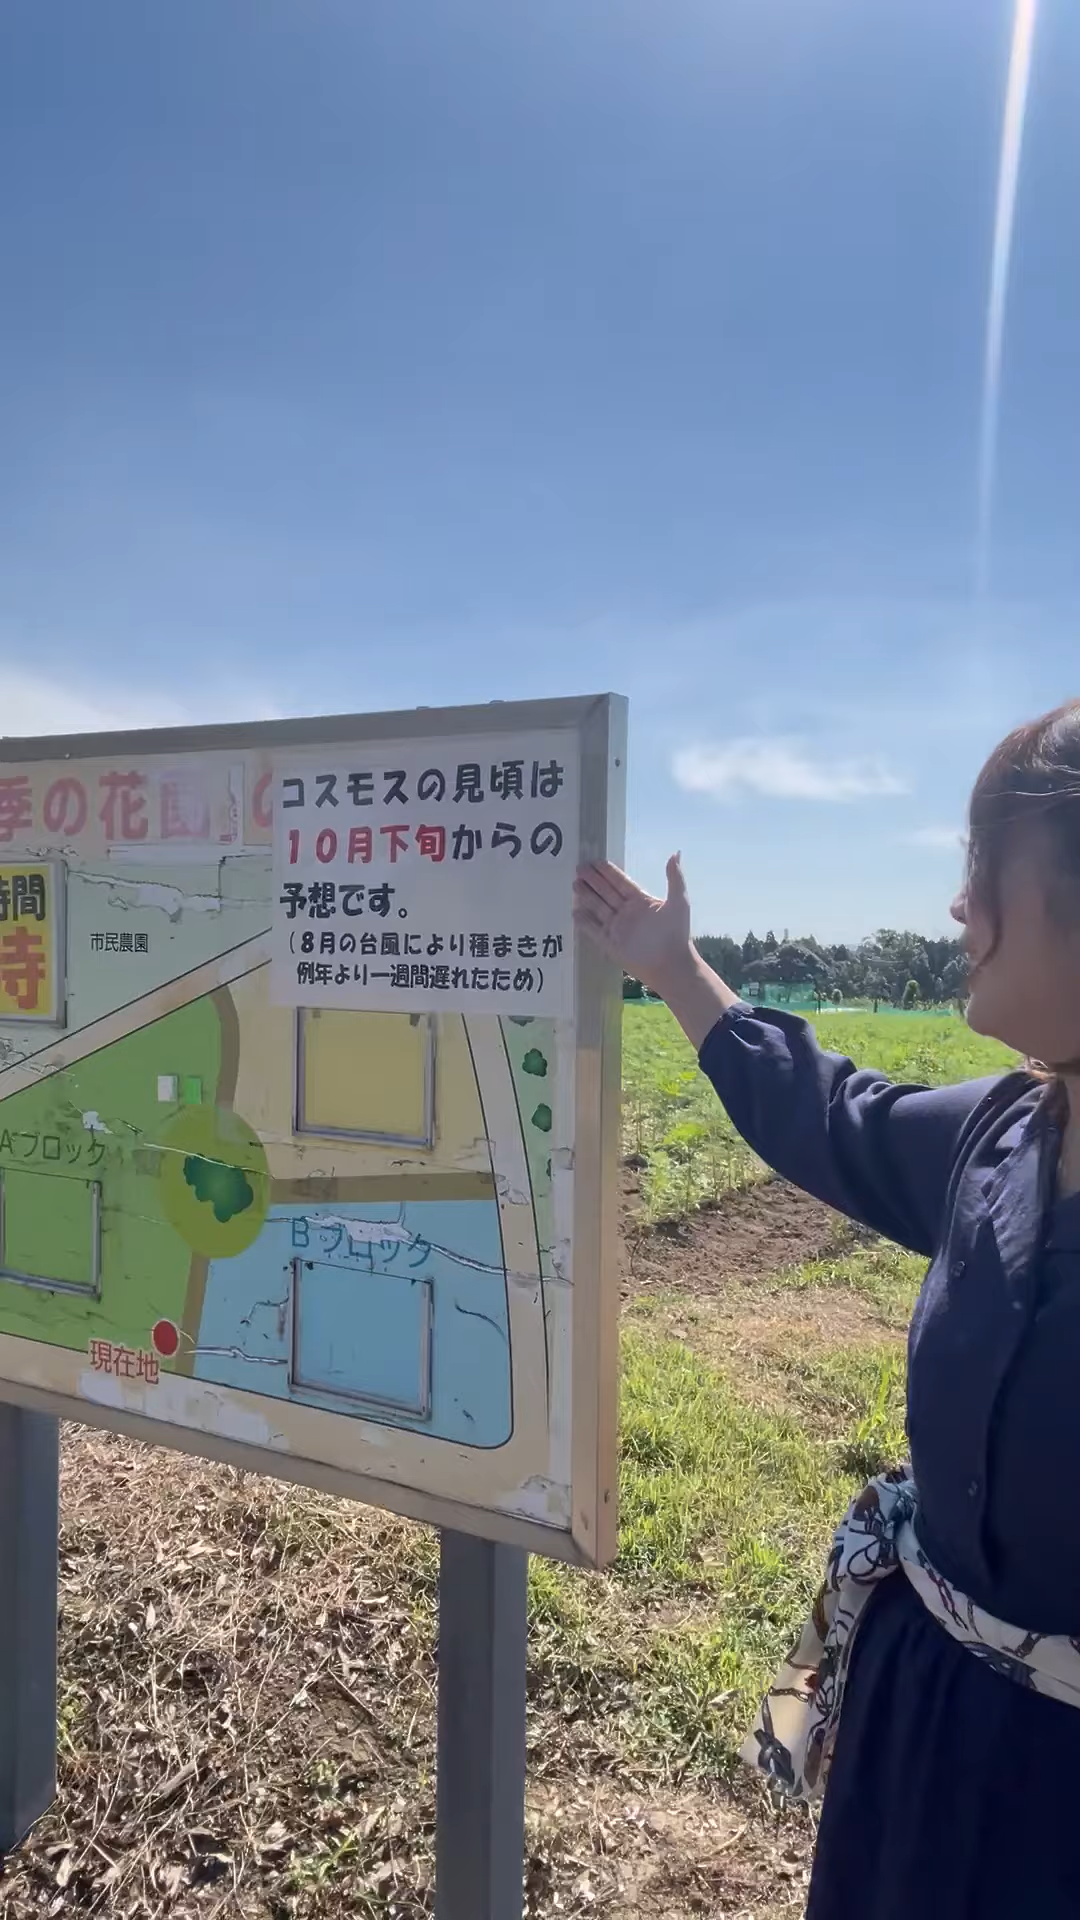 季の花園
コスモスの見頃は
10月下旬からの
予想です。
（8月の台風により種まきが
例年より一週間遅れたため）
時間
市民農園
Aブロック
Bブロック
現在地